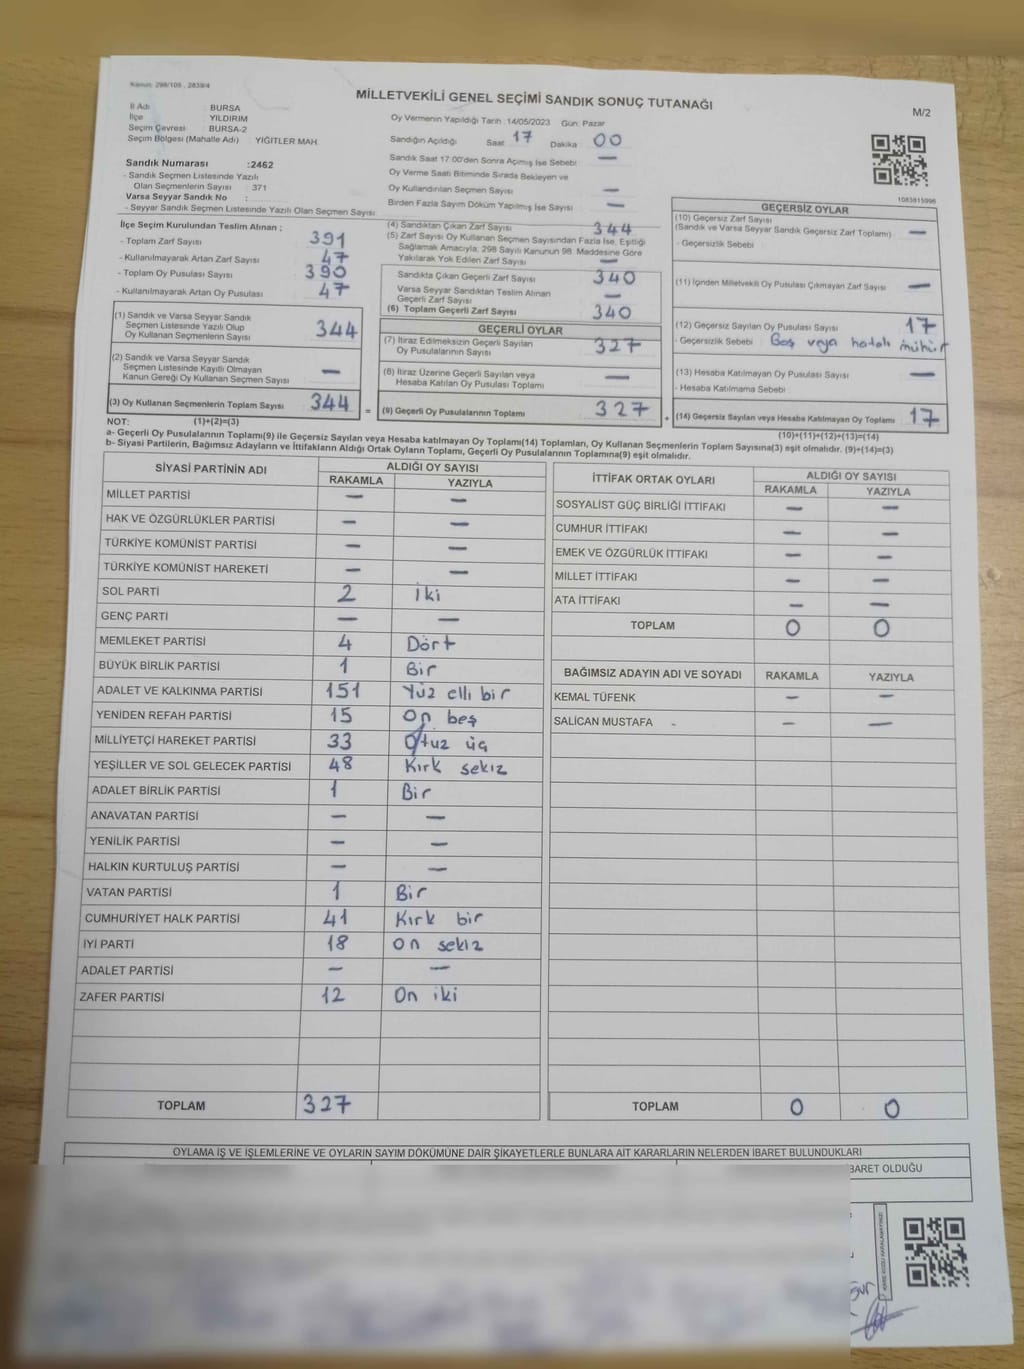 Kanun: 298/105 , 2839/4
MİLLETVEKİLİ GENEL SEÇİMİ SANDIK SONUÇ TUTANAĞI
M/2
İl Adı : BURSA
İlçe YILDIRIM
Seçim Çevresi BURSA-2
Seçim Bölgesi (Mahalle Adı) : YİĞİTLER MAH.
Sandık Numarası :2462
- Sandık Seçmen Listesinde Yazılı
Olan Seçmenlerin Sayısı : 371
Varsa Seyyar Sandık No :
- Seyyar Sandık Seçmen Listesinde Yazılı Olan Seçmen Sayısı
Oy Vermenin Yapıldığı Tarih :14/05/2023 Gün: Pazar
Sandığın Açıldığı Saat 17 Dakika 00
Sandık Saat 17:00'den Sonra Açılmış İse Sebebi —
Oy Verme Saati Bitiminde Sırada Bekleyen ve
Oy Kullandırılan Seçmen Sayısı —
Birden Fazla Sayım Döküm Yapılmış İse Sayısı —
1083815996
İlçe Seçim Kurulundan Teslim Alınan ;
- Toplam Zarf Sayısı 391
- Kullanılmayarak Artan Zarf Sayısı 47
- Toplam Oy Pusulası Sayısı 390
- Kullanılmayarak Artan Oy Pusulası 47
(1) Sandık ve Varsa Seyyar Sandık
Seçmen Listesinde Yazılı Olup
Oy Kullanan Seçmenlerin Sayısı 344
(2) Sandık ve Varsa Seyyar Sandık
Seçmen Listesinde Kayıtlı Olmayan
Kanun Gereği Oy Kullanan Seçmen Sayısı —
(3) Oy Kullanan Seçmenlerin Toplam Sayısı 344 =
(1)+(2)=(3)
(4) Sandıktan Çıkan Zarf Sayısı 344
(5) Zarf Sayısı Oy Kullanan Seçmen Sayısından Fazla İse, Eşitliği
Sağlamak Amacıyla, 298 Sayılı Kanunun 98. Maddesine Göre
Yakılarak Yok Edilen Zarf Sayısı —
Sandıkta Çıkan Geçerli Zarf Sayısı 340
Varsa Seyyar Sandıktan Teslim Alınan
Geçerli Zarf Sayısı —
(6) Toplam Geçerli Zarf Sayısı 340
GEÇERLİ OYLAR
(7) İtiraz Edilmeksizin Geçerli Sayılan
Oy Pusulalarının Sayısı 327
(8) İtiraz Üzerine Geçerli Sayılan veya
Hesaba Katılan Oy Pusulası Toplamı —
(9) Geçerli Oy Pusulalarının Toplamı 327 +
GEÇERSİZ OYLAR
(10) Geçersiz Zarf Sayısı
(Sandık ve Varsa Seyyar Sandık Geçersiz Zarf Toplamı) —
- Geçersizlik Sebebi
(11) İçinden Milletvekili Oy Pusulası Çıkmayan Zarf Sayısı —
(12) Geçersiz Sayılan Oy Pusulası Sayısı 17
- Geçersizlik Sebebi Boş veya hatalı mühür
(13) Hesaba Katılmayan Oy Pusulası Sayısı —
- Hesaba Katılmama Sebebi
(14) Geçersiz Sayılan veya Hesaba Katılmayan Oy Toplamı 17
(10)+(11)+(12)+(13)=(14)
NOT:
a- Geçerli Oy Pusulalarının Toplamı(9) ile Geçersiz Sayılan veya Hesaba katılmayan Oy Toplamı(14) Toplamları, Oy Kullanan Seçmenlerin Toplam Sayısına(3) eşit olmalıdır. (9)+(14)=(3)
b- Siyasi Partilerin, Bağımsız Adayların ve İttifakların Aldığı Ortak Oyların Toplamı, Geçerli Oy Pusulalarının Toplamına(9) eşit olmalıdır.
SİYASİ PARTİNİN ADI ALDIĞI OY SAYISI
RAKAMLA YAZIYLA
MİLLET PARTİSİ — —
HAK VE ÖZGÜRLÜKLER PARTİSİ — —
TÜRKİYE KOMÜNİST PARTİSİ — —
TÜRKİYE KOMÜNİST HAREKETİ — —
SOL PARTİ 2 iki
GENÇ PARTİ — —
MEMLEKET PARTİSİ 4 Dört
BÜYÜK BİRLİK PARTİSİ 1 Bir
ADALET VE KALKINMA PARTİSİ 151 Yüz elli bir
YENİDEN REFAH PARTİSİ 15 On beş
MİLLİYETÇİ HAREKET PARTİSİ 33 Otuz üç
YEŞİLLER VE SOL GELECEK PARTİSİ 48 Kırk sekiz
ADALET BİRLİK PARTİSİ 1 Bir
ANAVATAN PARTİSİ — —
YENİLİK PARTİSİ — —
HALKIN KURTULUŞ PARTİSİ — —
VATAN PARTİSİ 1 Bir
CUMHURİYET HALK PARTİSİ 41 Kırk bir
İYİ PARTİ 18 on sekiz
ADALET PARTİSİ — —
ZAFER PARTİSİ 12 On iki
TOPLAM 327
İTTİFAK ORTAK OYLARI ALDIĞI OY SAYISI
RAKAMLA YAZIYLA
SOSYALİST GÜÇ BİRLİĞİ İTTİFAKI — —
CUMHUR İTTİFAKI — —
EMEK VE ÖZGÜRLÜK İTTİFAKI — —
MİLLET İTTİFAKI — —
ATA İTTİFAKI — —
TOPLAM 0 0
BAĞIMSIZ ADAYIN ADI VE SOYADI RAKAMLA YAZIYLA
KEMAL TÜFENK — —
SALİCAN MUSTAFA — —
TOPLAM 0 0
OYLAMA İŞ VE İŞLEMLERİNE VE OYLARIN SAYIM DÖKÜMÜNE DAİR ŞİKAYETLERLE BUNLARA AİT KARARLARIN NELERDEN İBARET BULUNDUKLARI
BARET OLDUĞU